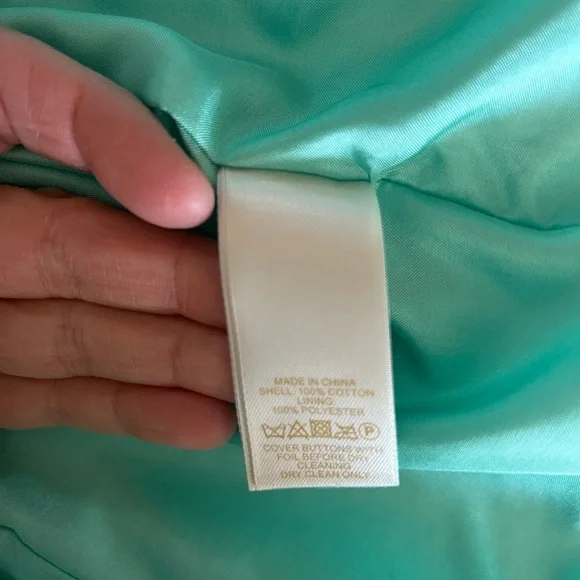 MADE IN CHINA
SHELL: 100% COTTON
LINING
100% POLYESTER
P
COVER BUTTONS WITH
FOIL BEFORE DRY
CLEANING
DRY CLEAN ONLY